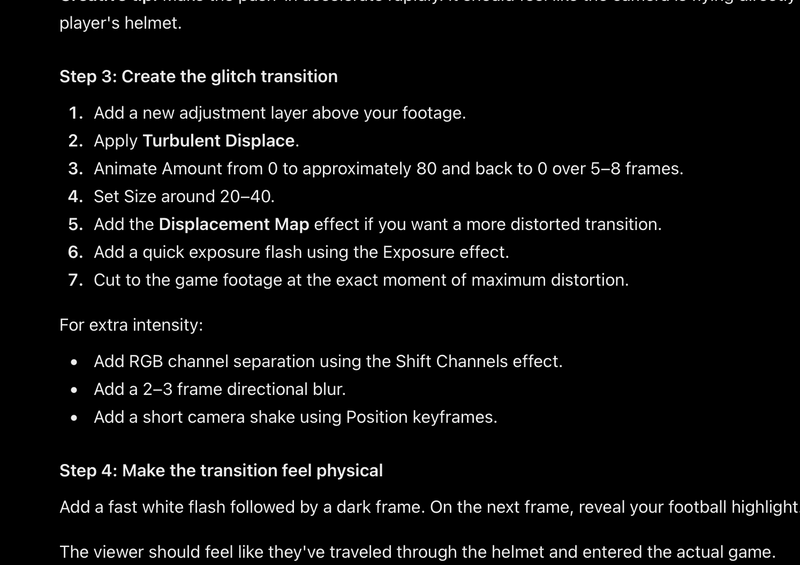 player's helmet.
Step 3: Create the glitch transition
1. Add a new adjustment layer above your footage.
2. Apply Turbulent Displace.
3. Animate Amount from 0 to approximately 80 and back to 0 over 5–8 frames.
4. Set Size around 20–40.
5. Add the Displacement Map effect if you want a more distorted transition.
6. Add a quick exposure flash using the Exposure effect.
7. Cut to the game footage at the exact moment of maximum distortion.
For extra intensity:
• Add RGB channel separation using the Shift Channels effect.
• Add a 2–3 frame directional blur.
• Add a short camera shake using Position keyframes.
Step 4: Make the transition feel physical
Add a fast white flash followed by a dark frame. On the next frame, reveal your football highlight.
The viewer should feel like they've traveled through the helmet and entered the actual game.